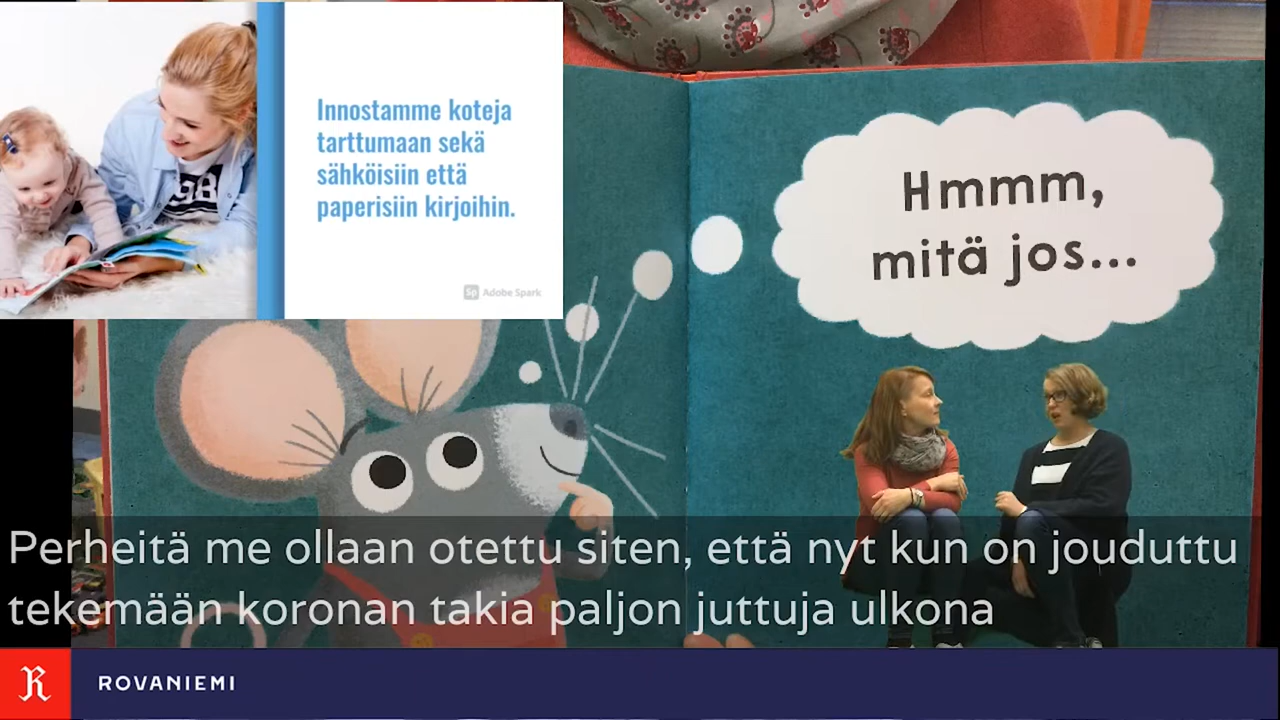 Innostamme koteja
tarttumaan sekä
sähköisiin että
paperisiin kirjoihin.
Sp Adobe Spark
Hmmm,
mitä jos...
Perheitä me ollaan otettu siten, että nyt kun on jouduttu
tekemään koronan takia paljon juttuja ulkona
R ROVANIEMI